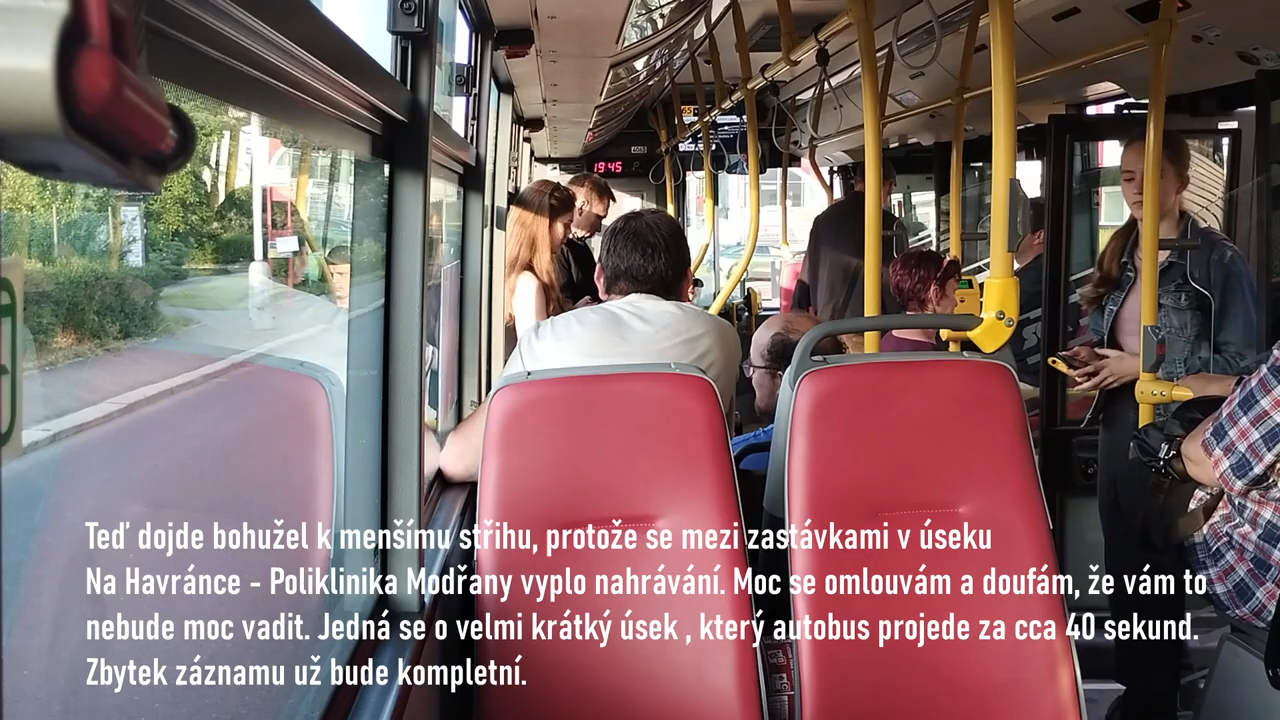 65
4063
19 45 P
Teď dojde bohužel k menšímu střihu, protože se mezi zastávkami v úseku
Na Havránce - Poliklinika Modřany vyplo nahrávání. Moc se omlouvám a doufám, že vám to
nebude moc vadit. Jedná se o velmi krátký úsek , který autobus projede za cca 40 sekund.
Zbytek záznamu už bude kompletní.